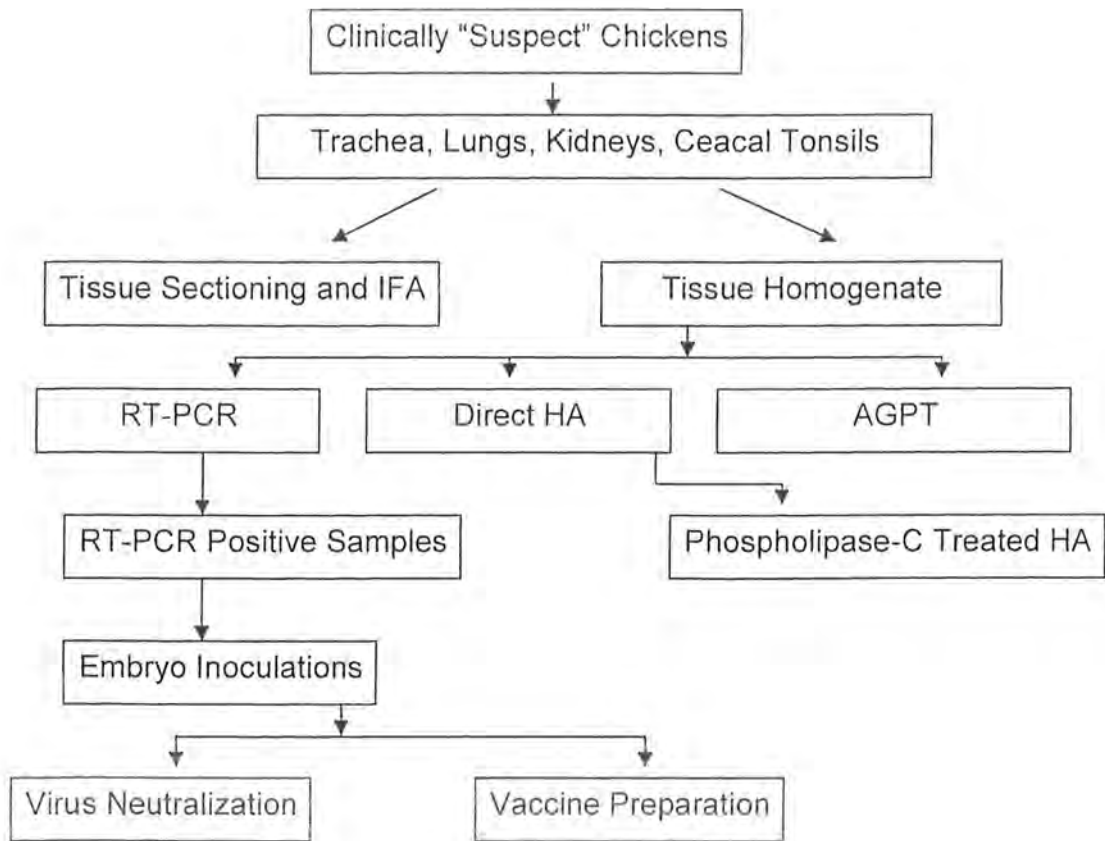 Clinically “Suspect” Chickens
Trachea, Lungs, Kidneys, Ceacal Tonsils
Tissue Sectioning and IFA
Tissue Homogenate
RT-PCR
Direct HA
AGPT
RT-PCR Positive Samples
Phospholipase-C Treated HA
Embryo Inoculations
Virus Neutralization
Vaccine Preparation